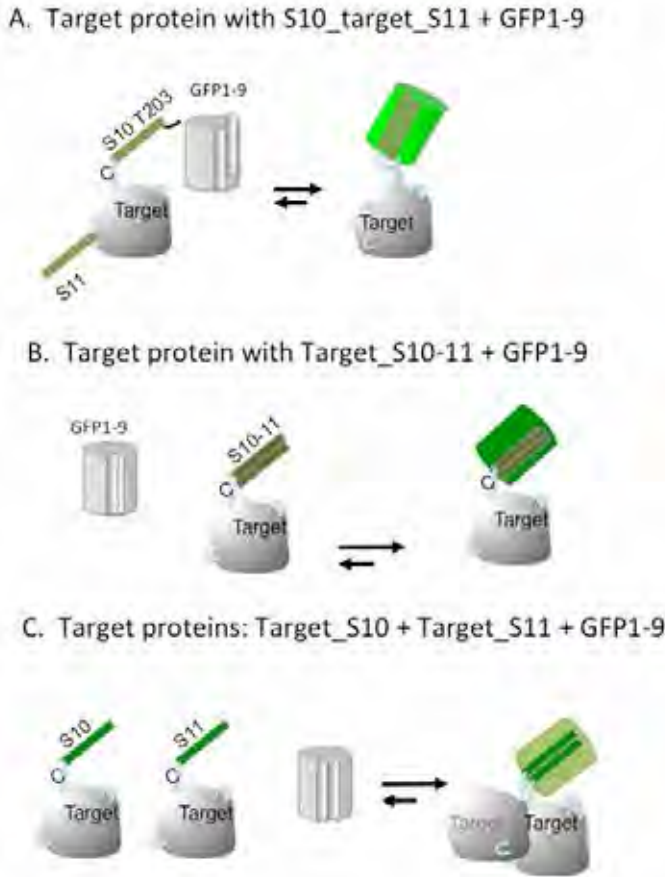 A. Target protein with S10_target_S11 + GFP1-9
GFP1-9
S10 T203
C
Target
S11
Target
B. Target protein with Target_S10-11 + GFP1-9
GFP1-9
S10-11
C
Target
C
Target
C. Target proteins: Target_S10 + Target_S11 + GFP1-9
S10
S11
C
C
Target
Target
Target
Target
C